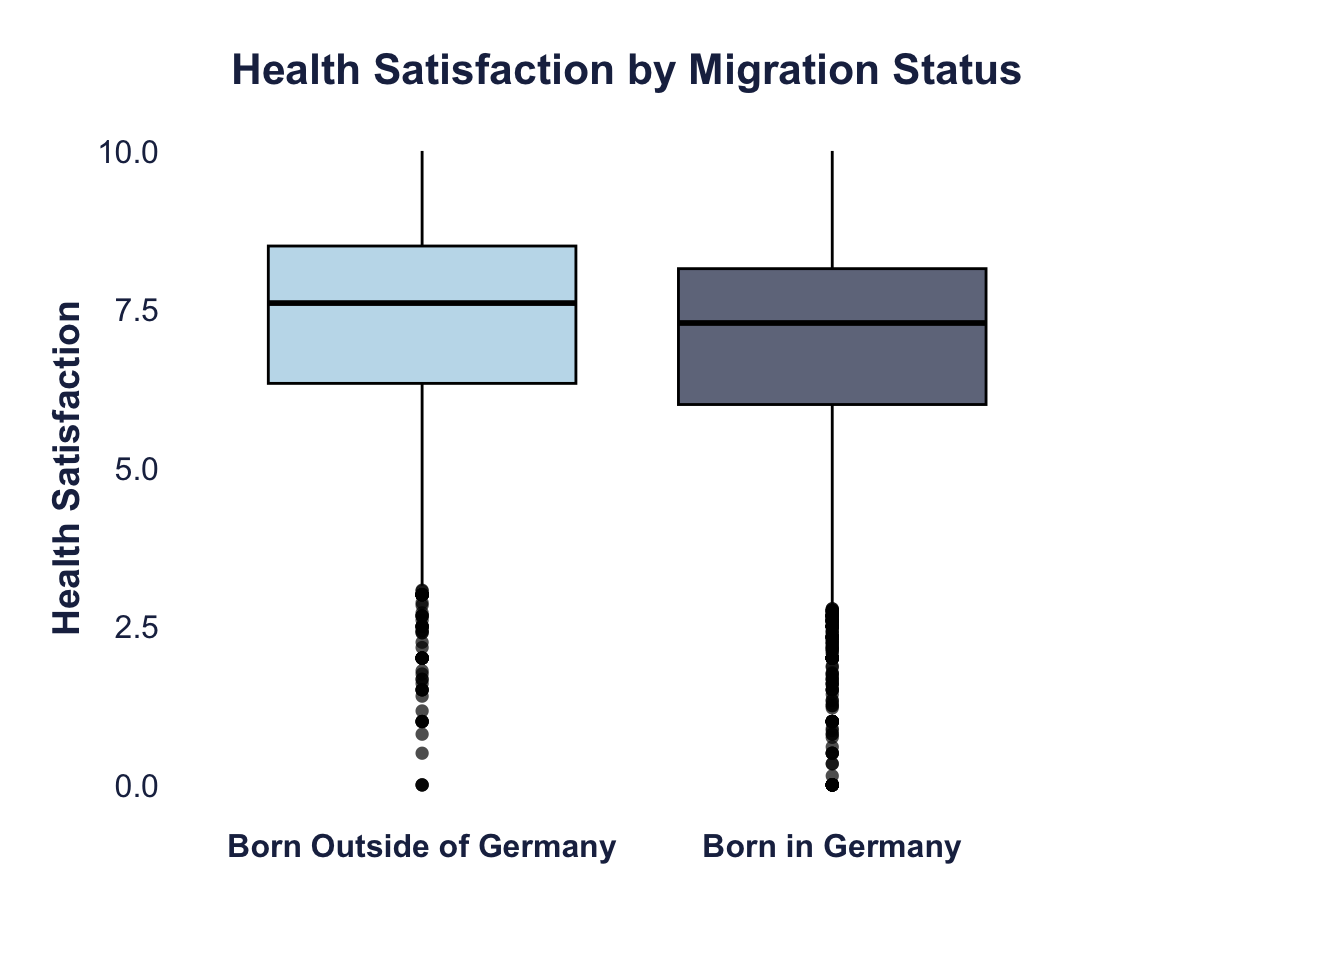 Health Satisfaction by Migration Status
Health Satisfaction
10.0
7.5
5.0
2.5
0.0
Born Outside of Germany
Born in Germany